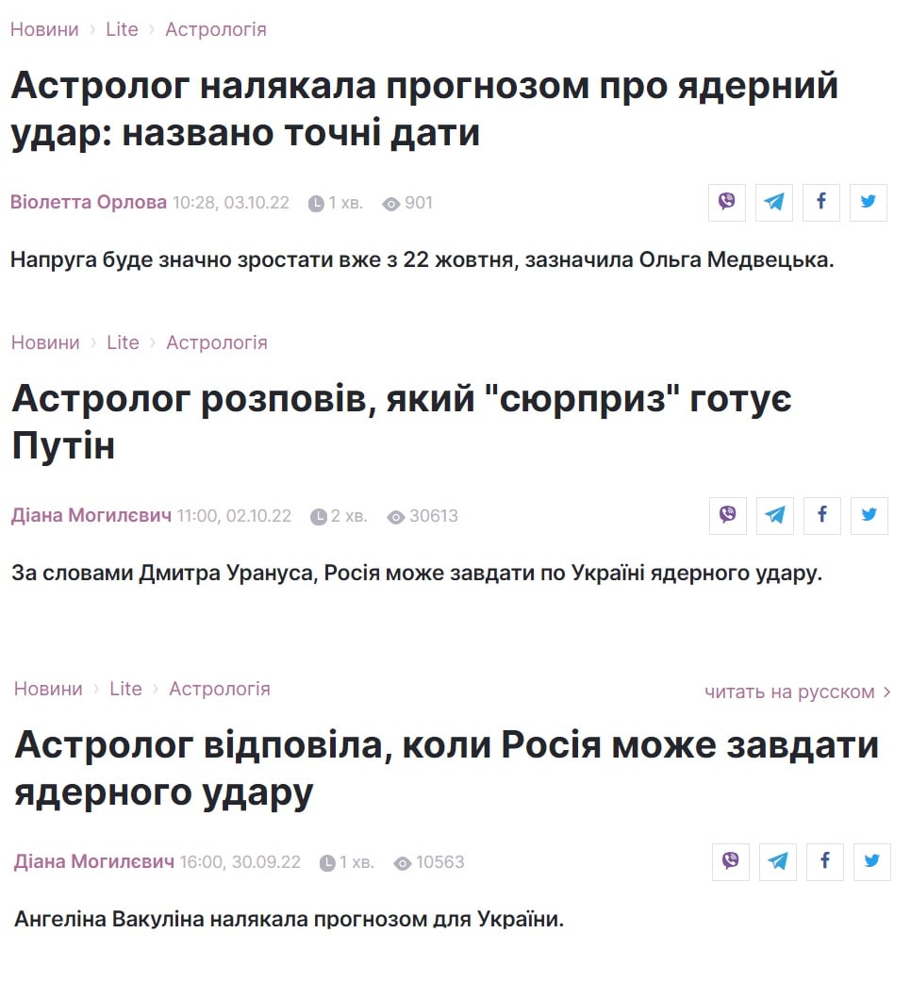 Новини › Lite › Астрологія
Астролог налякала прогнозом про ядерний
удар: названо точні дати
Віолетта Орлова 10:28, 03.10.22 1 хв. 901
Напруга буде значно зростати вже з 22 жовтня, зазначила Ольга Медвецька.
Новини › Lite › Астрологія
Астролог розповів, який "сюрприз" готує
Путін
Діана Могилєвич 11:00, 02.10.22 2 хв. 30613
За словами Дмитра Урануса, Росія може завдати по Україні ядерного удару.
Новини › Lite › Астрологія
читать на русском ›
Астролог відповіла, коли Росія може завдати
ядерного удару
Діана Могилєвич 16:00, 30.09.22 1 хв. 10563
Ангеліна Вакуліна налякала прогнозом для України.